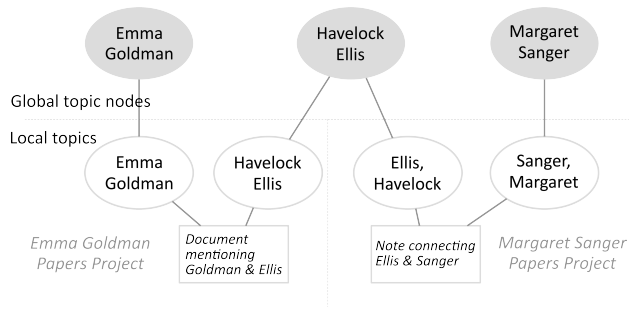 Emma
Goldman
Havelock
Ellis
Margaret
Sanger
Global topic nodes
Local topics
Emma
Goldman
Havelock
Ellis
Ellis,
Havelock
Sanger,
Margaret
Emma Goldman
Papers Project
Document
mentioning
Goldman & Ellis
Note connecting
Ellis & Sanger
Margaret Sanger
Papers Project